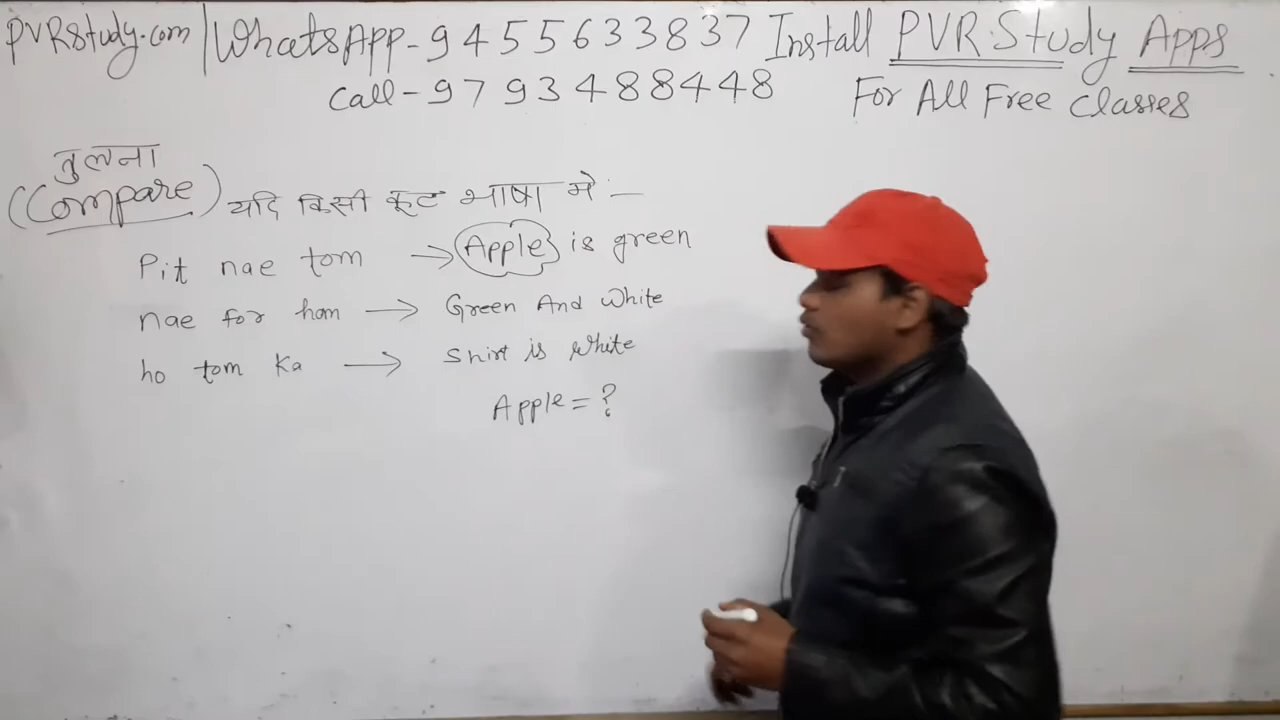 PVRStudy.com | WhatsApp-9455633837 Install PVR Study Apps
Call-9793488448 For All Free Classes
तुलना
(Compare) यदि किसी कूट भाषा मे :-
Pit nae tom → Apple is green
nae for ham → Green And White
ho tom Ka → Shirt is white
Apple = ?